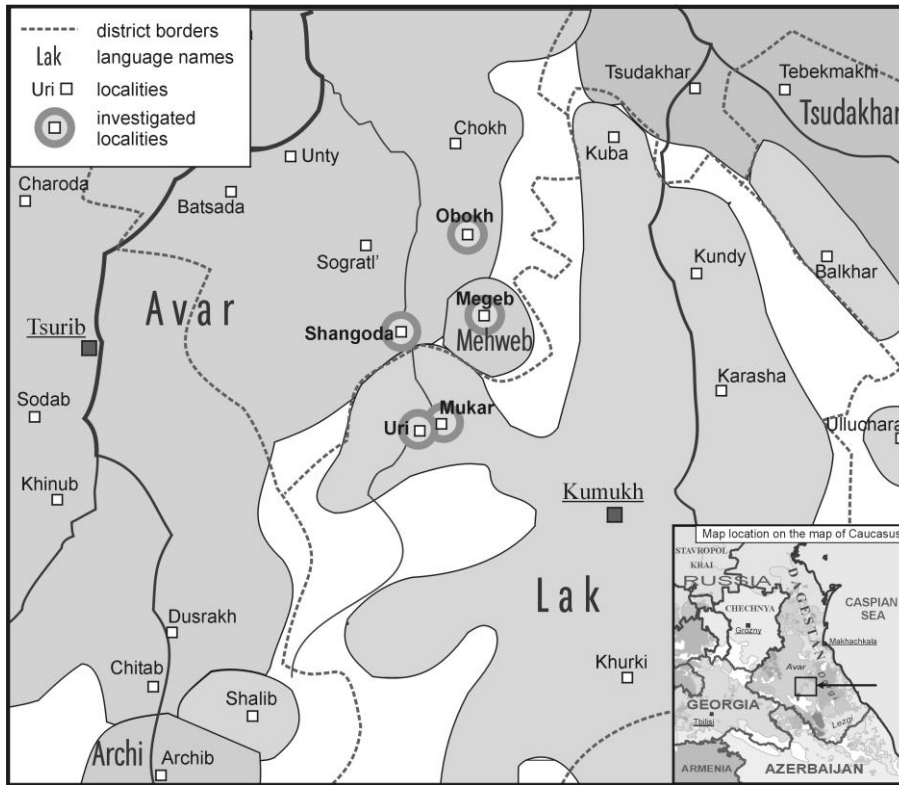 district borders
Lak language names
Uri localities
investigated
localities
Tsudakhar
Tebekmakhi
Tsudakhar
Chokh
Kuba
Unty
Charoda
Batsada
Obokh
Sogratl'
Kundy
Balkhar
Avar
Megeb
Mehweb
Shangoda
Tsurib
Karasha
Sodab
Mukar
Uri
Ulluchara
Khinub
Kumukh
Lak
Dusrakh
Khurki
Chitab
Shalib
Archi
Archib
Map location on the map of Caucasus
STAVROPOL
KRAI
RUSSIA
DAGESTAN
CHECHNYA
Grozny
CASPIAN
SEA
Makhachkala
Avar
GEORGIA
Tbilisi
Lezgi
ARMENIA
AZERBAIJAN